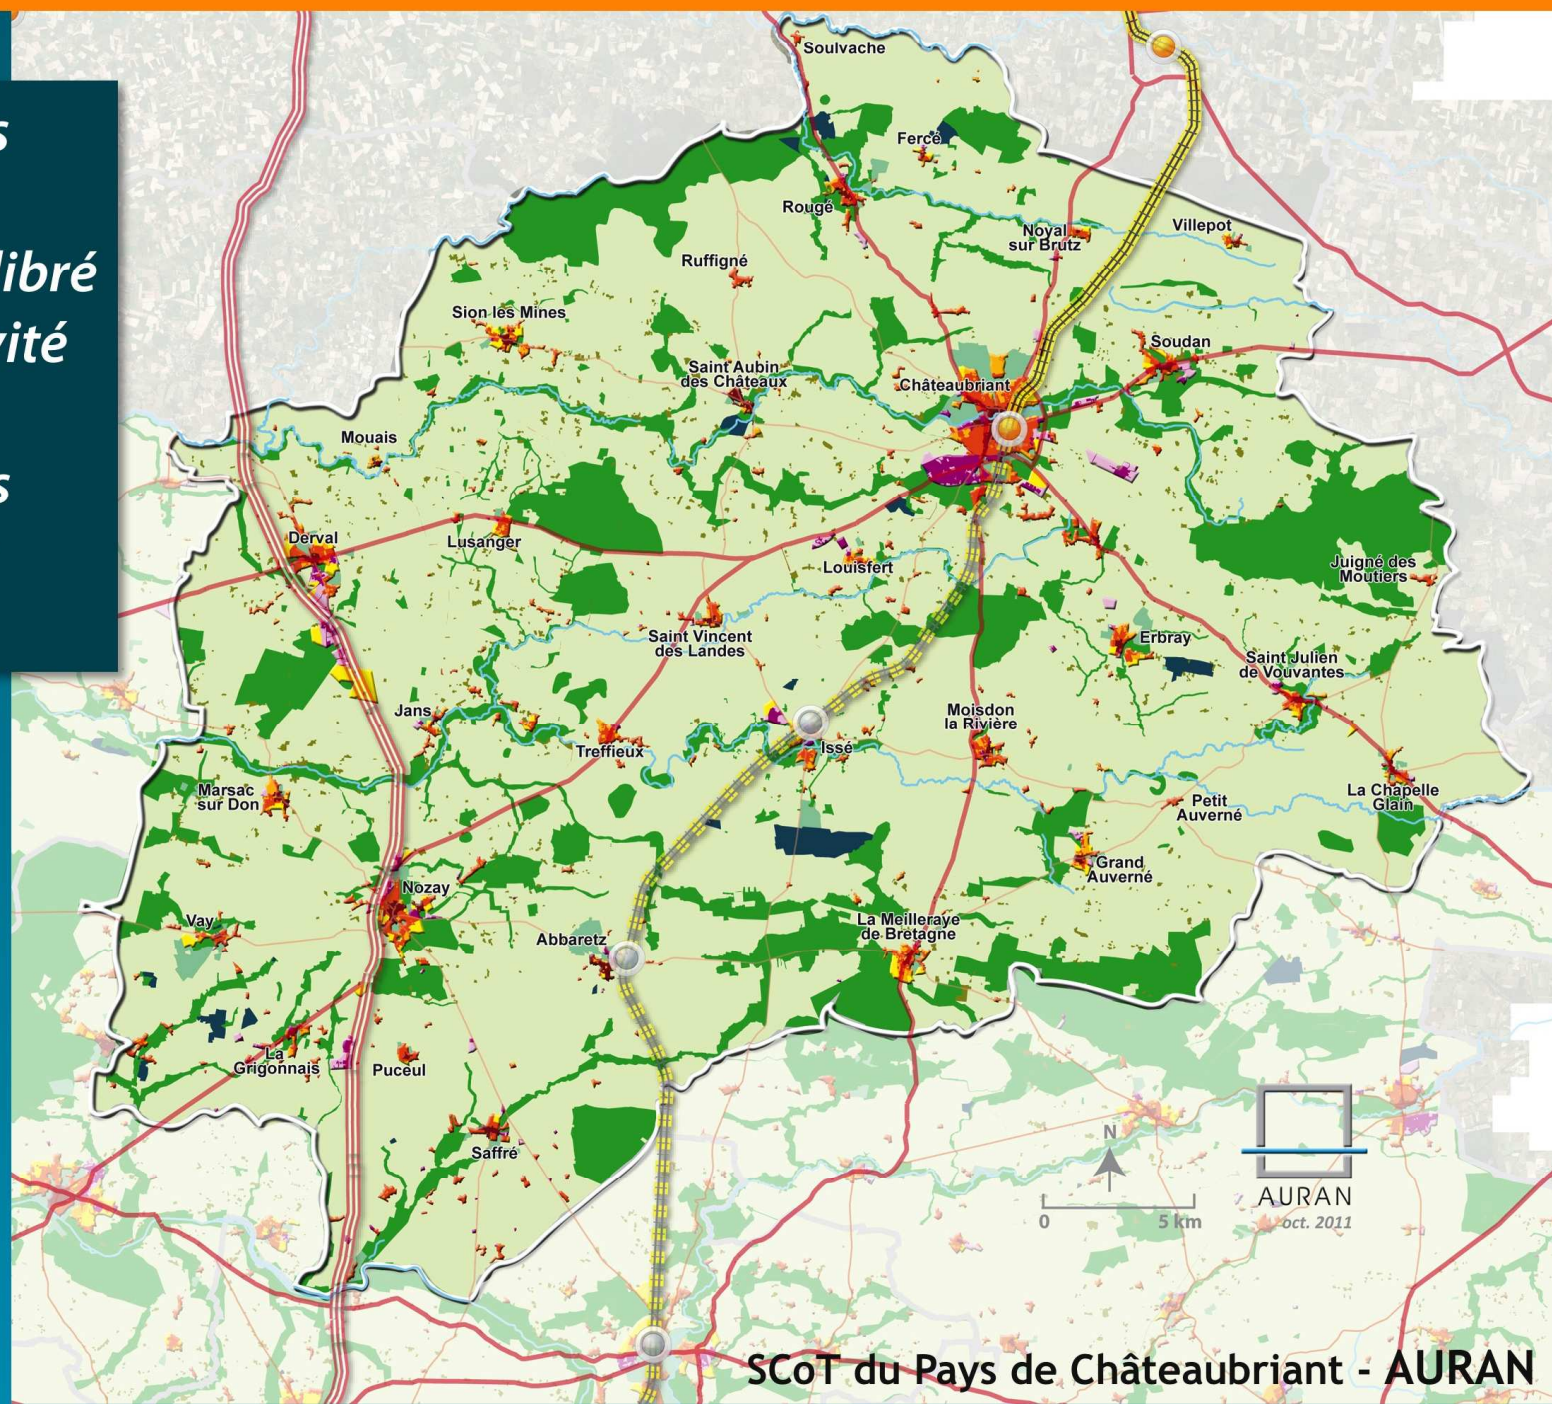 s
libré
vité
s
Soulvache
Fercé
Rougé
Noyal
sur Brutz
Villepot
Ruffigné
Sion les Mines
Soudan
Saint Aubin
des Châteaux
Châteaubriant
Mouais
Derval
Lusanger
Louisfert
Juigné des
Moutiers
Saint Vincent
des Landes
Erbray
Saint Julien
de Vouvantes
Jans
Treffieux
Issé
Moisdon
la Rivière
Marsac
sur Don
La Chapelle
Glain
Petit
Auverné
Grand
Auverné
Nozay
Vay
Abbaretz
La Meilleraye
de Bretagne
La
Grigonnais
Puceul
Saffré
N
0 5 km
AURAN
oct. 2011
SCoT du Pays de Châteaubriant - AURAN